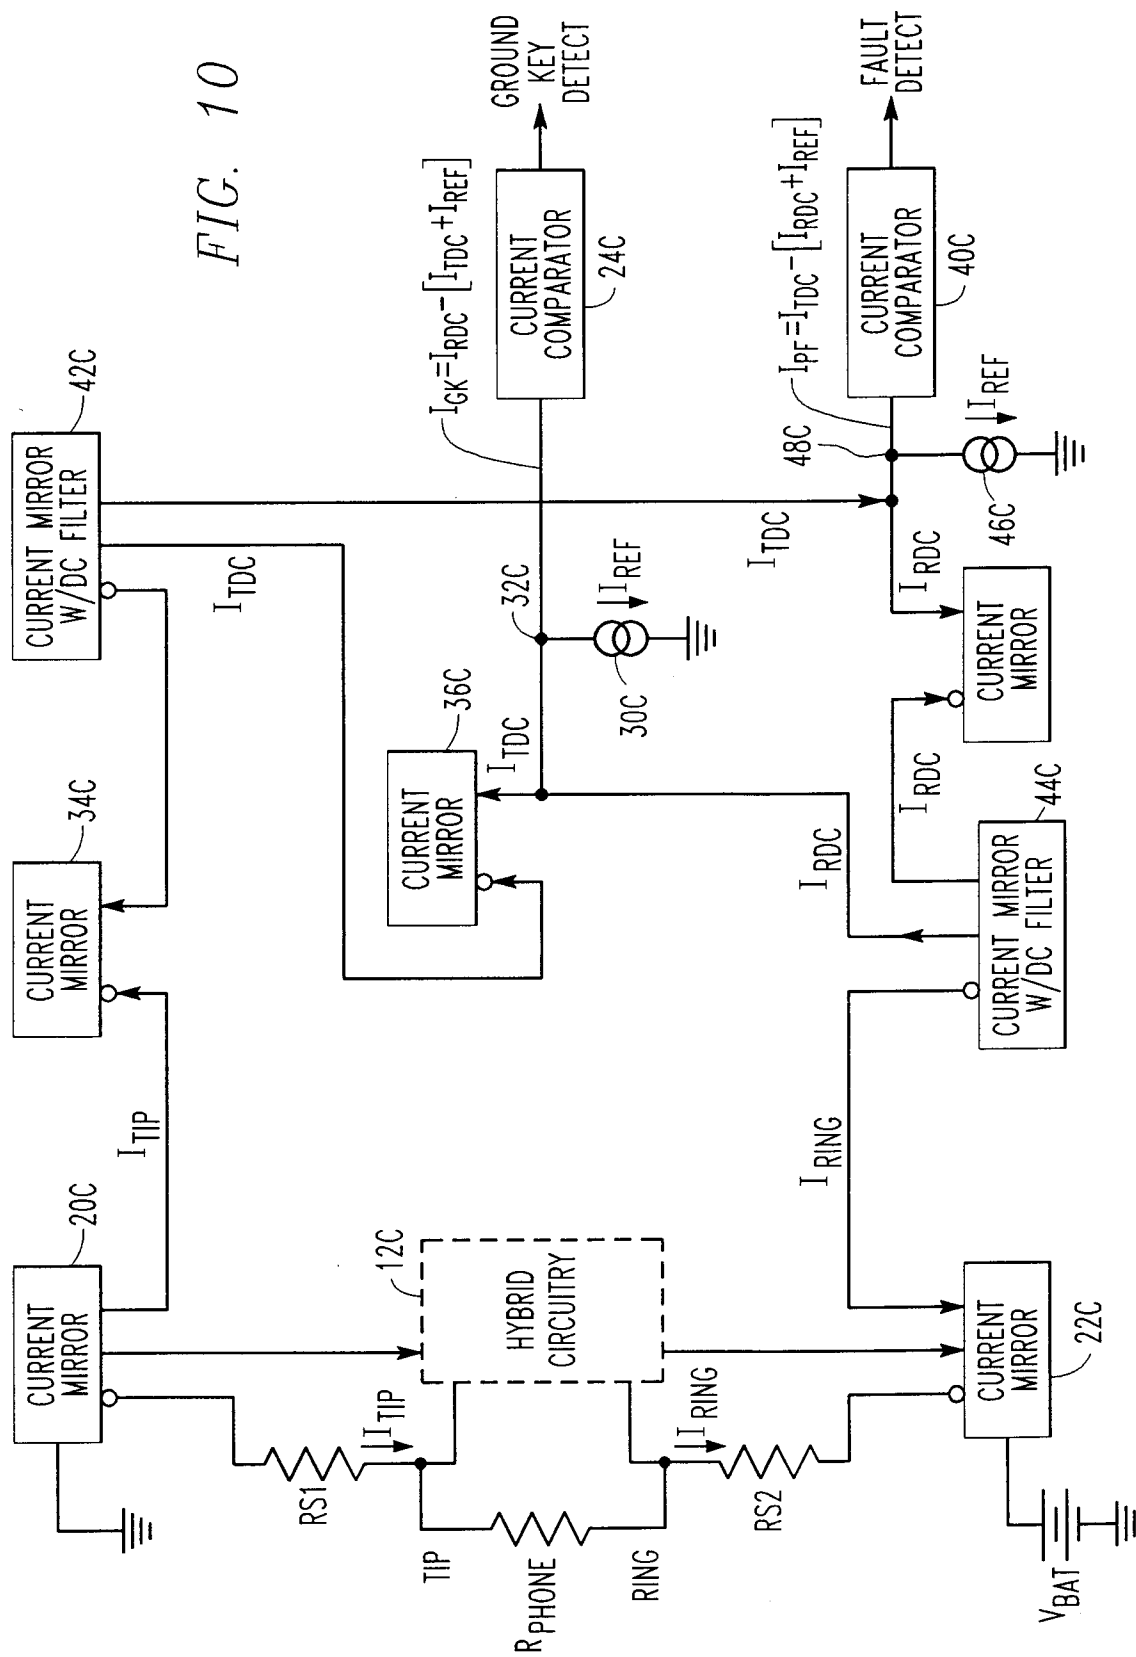 FIG. 10
CURRENT
MIRROR
20C
I_TIP
CURRENT
MIRROR
34C
CURRENT MIRROR
W/DC FILTER
42C
I_TDC
RS1
I_TIP
TIP
R_PHONE
RING
12C
HYBRID
CIRCUITRY
I_RING
RS2
CURRENT
MIRROR
36C
I_TDC
32C
I_REF
30C
I_GK=I_RDC-[I_TDC+I_REF]
CURRENT
COMPARATOR
24C
GROUND
KEY
DETECT
I_TDC
I_RDC
I_RING
V_BAT
CURRENT
MIRROR
22C
CURRENT MIRROR
W/DC FILTER
44C
I_RDC
CURRENT
MIRROR
I_RDC
48C
46C
I_REF
I_PF=I_TDC-[I_RDC+I_REF]
CURRENT
COMPARATOR
40C
FAULT
DETECT